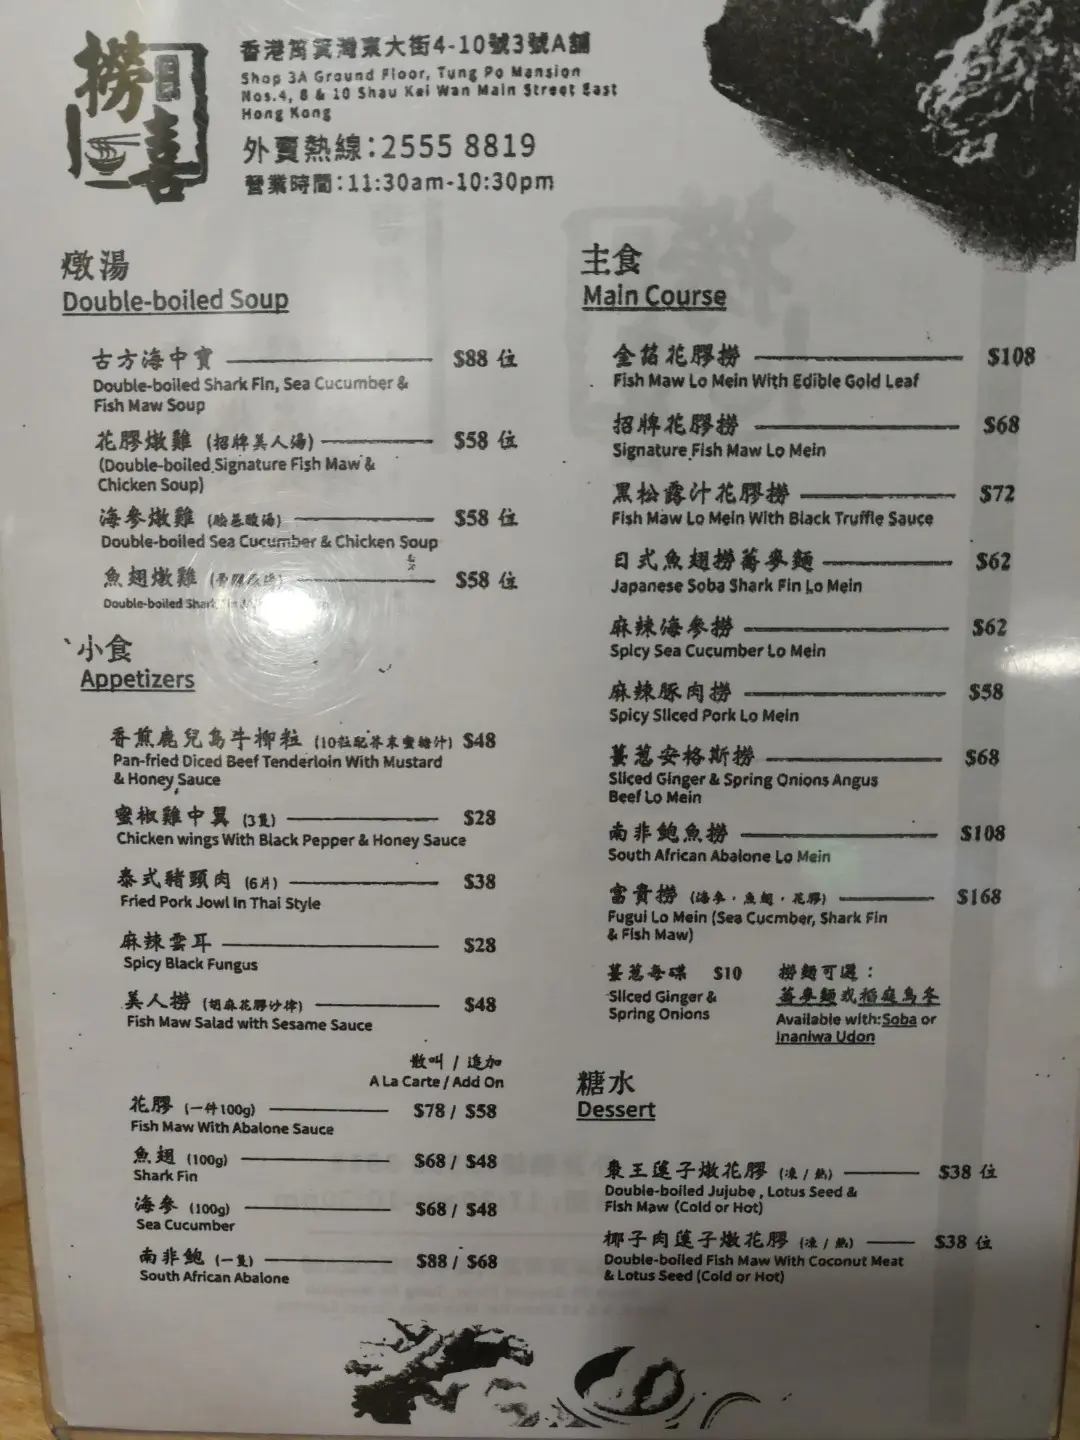 撈喜
香港筲箕灣東大街4-10號3號A舖
Shop 3A Ground Floor, Tung Po Mansion
Nos.4, 8 & 10 Shau Kei Wan Main Street East
Hong Kong
外賣熱線:2555 8819
營業時間:11:30am-10:30pm
燉湯
Double-boiled Soup
古方海中寶 $88 位
Double-boiled Shark Fin, Sea Cucumber &
Fish Maw Soup
花膠燉雞 (招牌美人湯) $58 位
(Double-boiled Signature Fish Maw &
Chicken Soup)
海參燉雞 $58 位
Double-boiled Sea Cucumber & Chicken Soup
魚翅燉雞 $58 位
Double-boiled Shark
小食
Appetizers
香煎鹿兒島牛柳粒 (10粒配芥末蜜糖汁) $48
Pan-fried Diced Beef Tenderloin With Mustard
& Honey Sauce
蜜椒雞中翼 (3隻) $28
Chicken wings With Black Pepper & Honey Sauce
泰式豬頸肉 (6片) $38
Fried Pork Jowl In Thai Style
麻辣雲耳 $28
Spicy Black Fungus
美人撈 (胡麻花膠沙律) $48
Fish Maw Salad with Sesame Sauce
散叫 / 追加
A La Carte / Add On
花膠 (一件100g) $78 / $58
Fish Maw With Abalone Sauce
魚翅 (100g) $68 / $48
Shark Fin
海參 (100g) $68 / $48
Sea Cucumber
南非鮑 (一隻) $88 / $68
South African Abalone
主食
Main Course
金箔花膠撈 $108
Fish Maw Lo Mein With Edible Gold Leaf
招牌花膠撈 $68
Signature Fish Maw Lo Mein
黑松露汁花膠撈 $72
Fish Maw Lo Mein With Black Truffle Sauce
日式魚翅撈蕎麥麵 $62
Japanese Soba Shark Fin Lo Mein
麻辣海參撈 $62
Spicy Sea Cucumber Lo Mein
麻辣豚肉撈 $58
Spicy Sliced Pork Lo Mein
薑蔥安格斯撈 $68
Sliced Ginger & Spring Onions Angus
Beef Lo Mein
南非鮑魚撈 $108
South African Abalone Lo Mein
富貴撈 (海參．魚翅．花膠) $168
Fugui Lo Mein (Sea Cucmber, Shark Fin
& Fish Maw)
薑蔥每碟 $10
Sliced Ginger &
Spring Onions
撈麵可選：
蕎麥麵或稻庭烏冬
Available with:Soba or
Inaniwa Udon
糖水
Dessert
棗王蓮子燉花膠 (凍 / 熱) $38 位
Double-boiled Jujube , Lotus Seed &
Fish Maw (Cold or Hot)
椰子肉蓮子燉花膠 (凍 / 熱) $38 位
Double-boiled Fish Maw With Coconut Meat
& Lotus Seed (Cold or Hot)